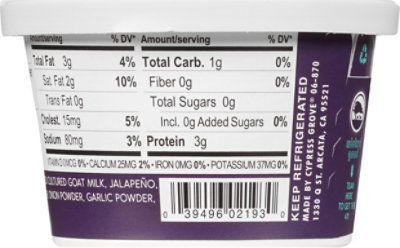 Amount/serving % DV* Amount/serving % DV*
Total Fat 3g 4% Total Carb. 1g 0%
Sat. Fat 2g 10% Fiber 0g 0%
Trans Fat 0g Total Sugars 0g
Cholest. 15mg 5% Incl. 0g Added Sugars 0%
Sodium 80mg 3% Protein 3g
VITAMIN D 0MCG 0% • CALCIUM 25MG 2% • IRON 0MG 0% • POTASSIUM 37MG 0%
CULTURED GOAT MILK, JALAPEÑO,
ONION POWDER, GARLIC POWDER,
0 39496 02193 0
KEEP REFRIGERATED
MADE BY CYPRESS GROVE® 06-870
1330 Q ST. ARCATA, CA 95521